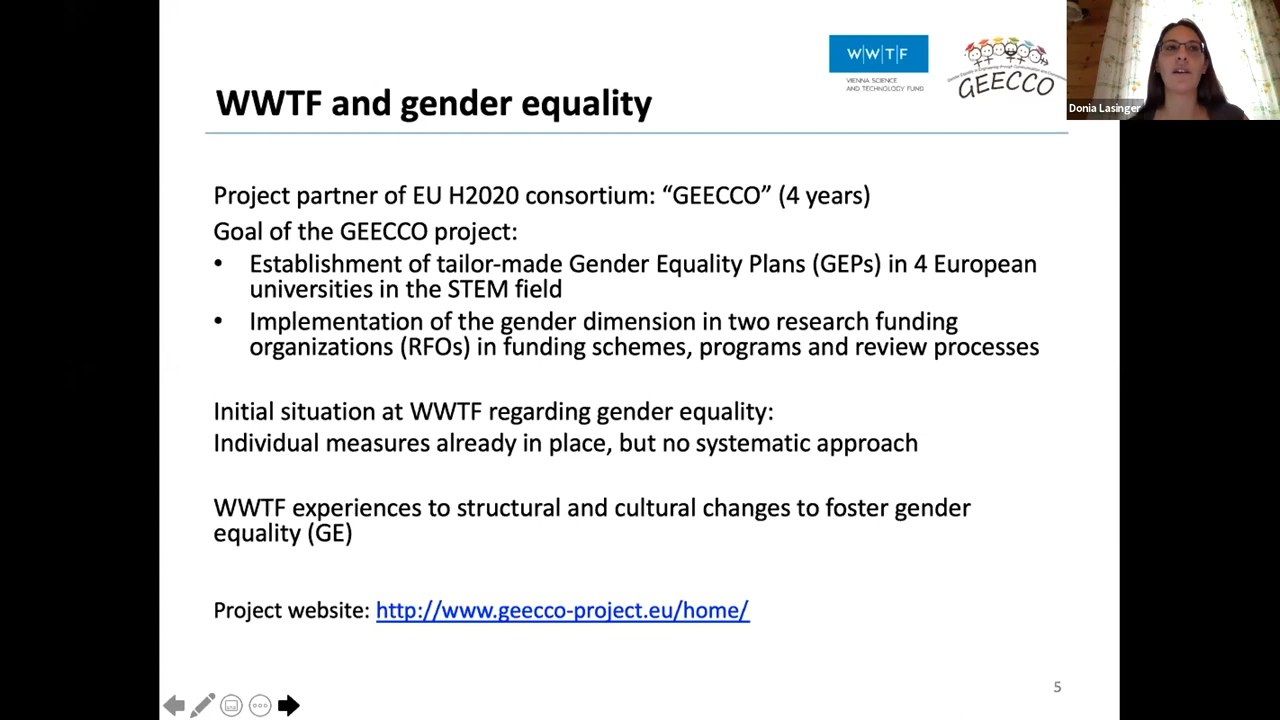 WWTF
VIENNA SCIENCE
AND TECHNOLOGY FUND
GEECCO
Donia Lasinger
WWTF and gender equality
Project partner of EU H2020 consortium: “GEECCO” (4 years)
Goal of the GEECCO project:
• Establishment of tailor-made Gender Equality Plans (GEPs) in 4 European
universities in the STEM field
• Implementation of the gender dimension in two research funding
organizations (RFOs) in funding schemes, programs and review processes
Initial situation at WWTF regarding gender equality:
Individual measures already in place, but no systematic approach
WWTF experiences to structural and cultural changes to foster gender
equality (GE)
Project website: http://www.geecco-project.eu/home/
5